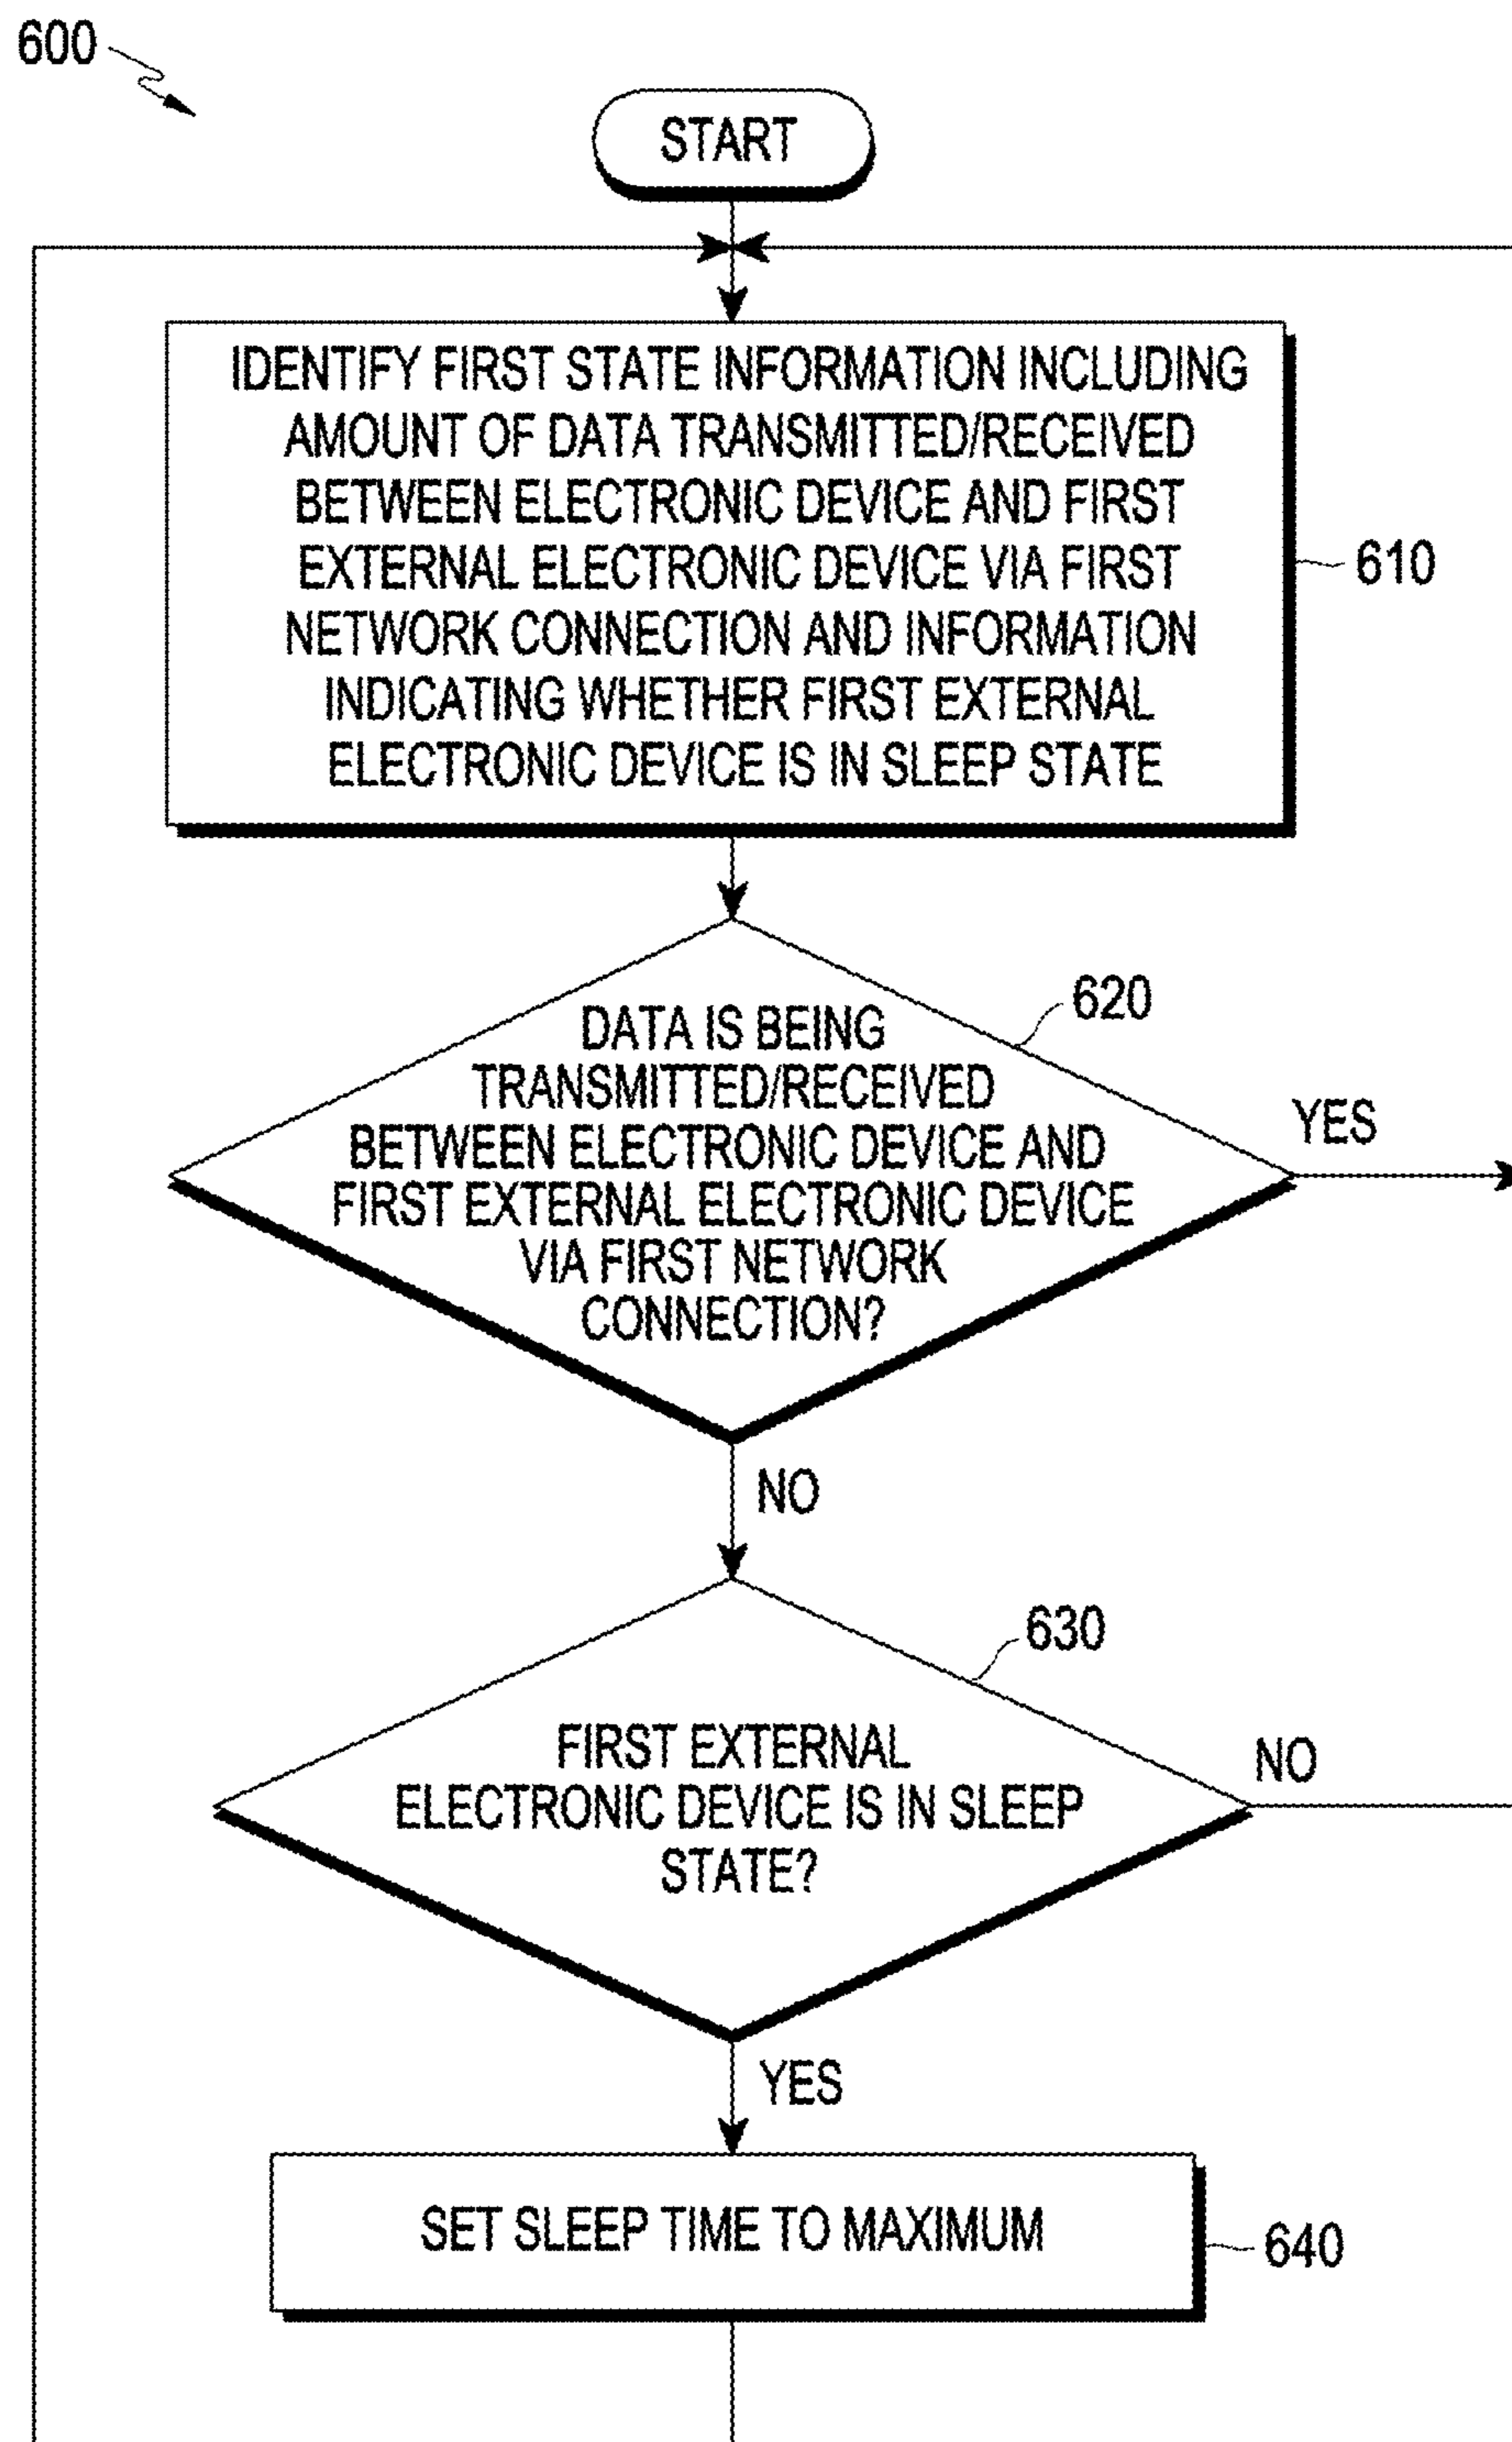 600
START
IDENTIFY FIRST STATE INFORMATION INCLUDING
AMOUNT OF DATA TRANSMITTED/RECEIVED
BETWEEN ELECTRONIC DEVICE AND FIRST
EXTERNAL ELECTRONIC DEVICE VIA FIRST
NETWORK CONNECTION AND INFORMATION
INDICATING WHETHER FIRST EXTERNAL
ELECTRONIC DEVICE IS IN SLEEP STATE
610
DATA IS BEING
TRANSMITTED/RECEIVED
BETWEEN ELECTRONIC DEVICE AND
FIRST EXTERNAL ELECTRONIC DEVICE
VIA FIRST NETWORK
CONNECTION?
620
YES
NO
FIRST EXTERNAL
ELECTRONIC DEVICE IS IN SLEEP
STATE?
630
NO
YES
SET SLEEP TIME TO MAXIMUM
640